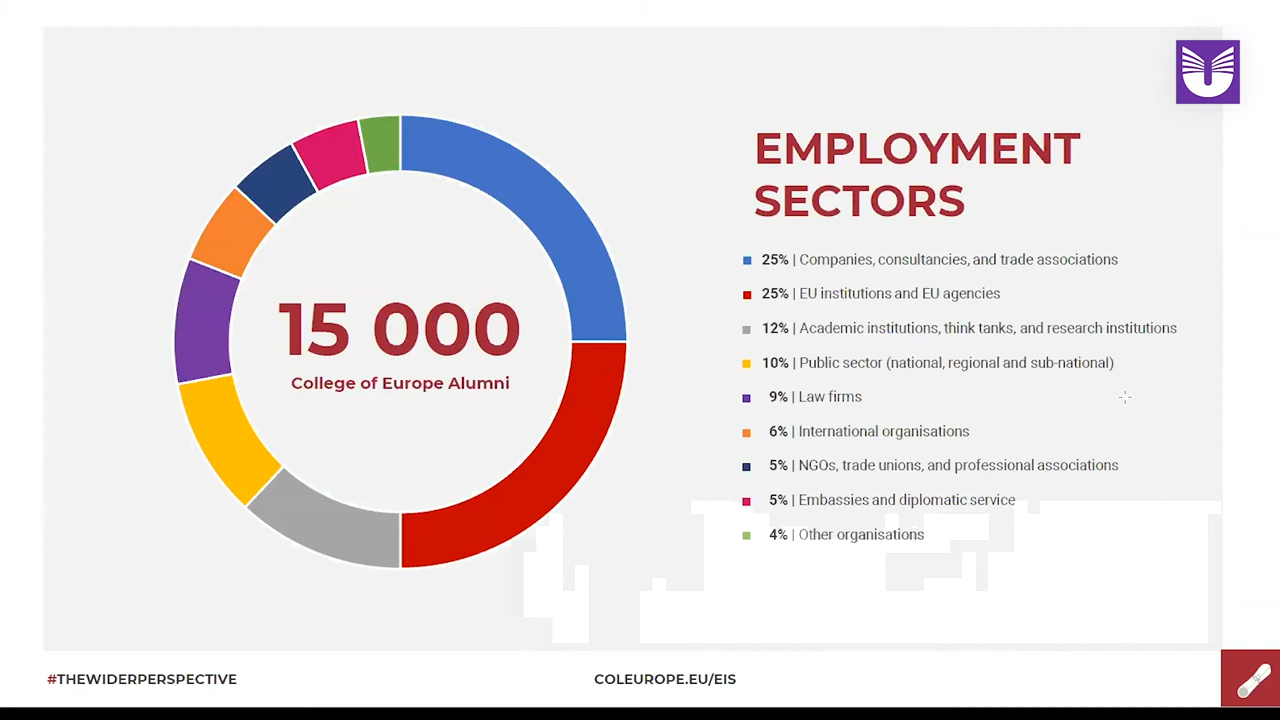 EMPLOYMENT
SECTORS
25% | Companies, consultancies, and trade associations
25% | EU institutions and EU agencies
12% | Academic institutions, think tanks, and research institutions
10% | Public sector (national, regional and sub-national)
9% | Law firms
6% | International organisations
5% | NGOs, trade unions, and professional associations
5% | Embassies and diplomatic service
4% | Other organisations
15 000
College of Europe Alumni
#THEWIDERPERSPECTIVE
COLEUROPE.EU/EIS